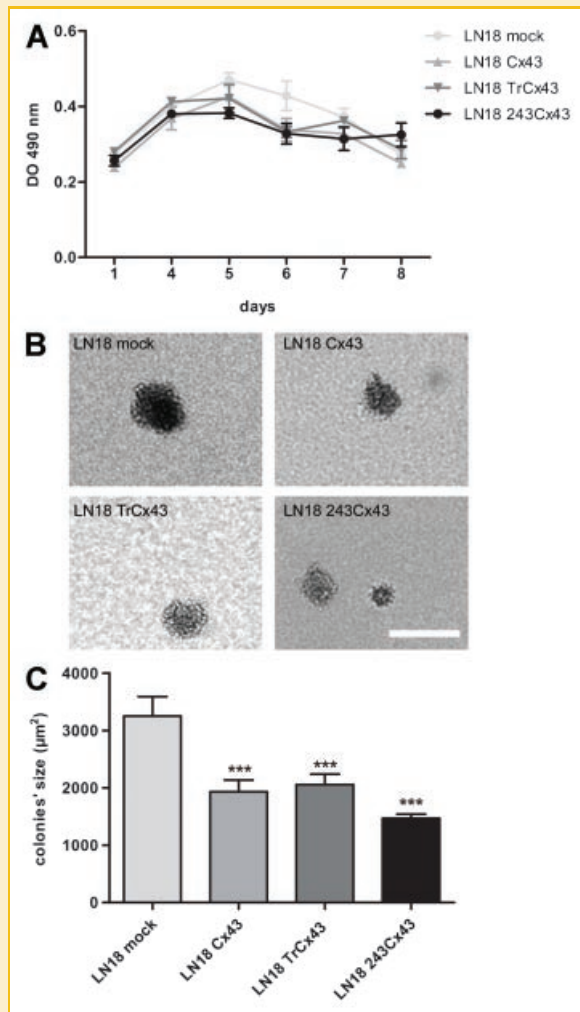 A
0.6
0.4
0.2
0.0
DO 490 nm
1 4 5 6 7 8
days
LN18 mock
LN18 Cx43
LN18 TrCx43
LN18 243Cx43
B
LN18 mock
LN18 Cx43
LN18 TrCx43
LN18 243Cx43
C
4000
3000
2000
1000
0
colonies' size (µm²)
***
***
***
LN18 mock
LN18 Cx43
LN18 TrCx43
LN18 243Cx43